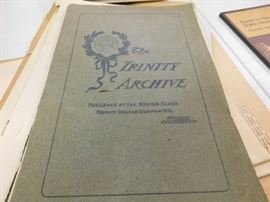 The
TRINITY
ARCHIVE
PUBLISHED BY THE SENIOR CLASS
TRINITY COLLEGE DURHAM N.C.